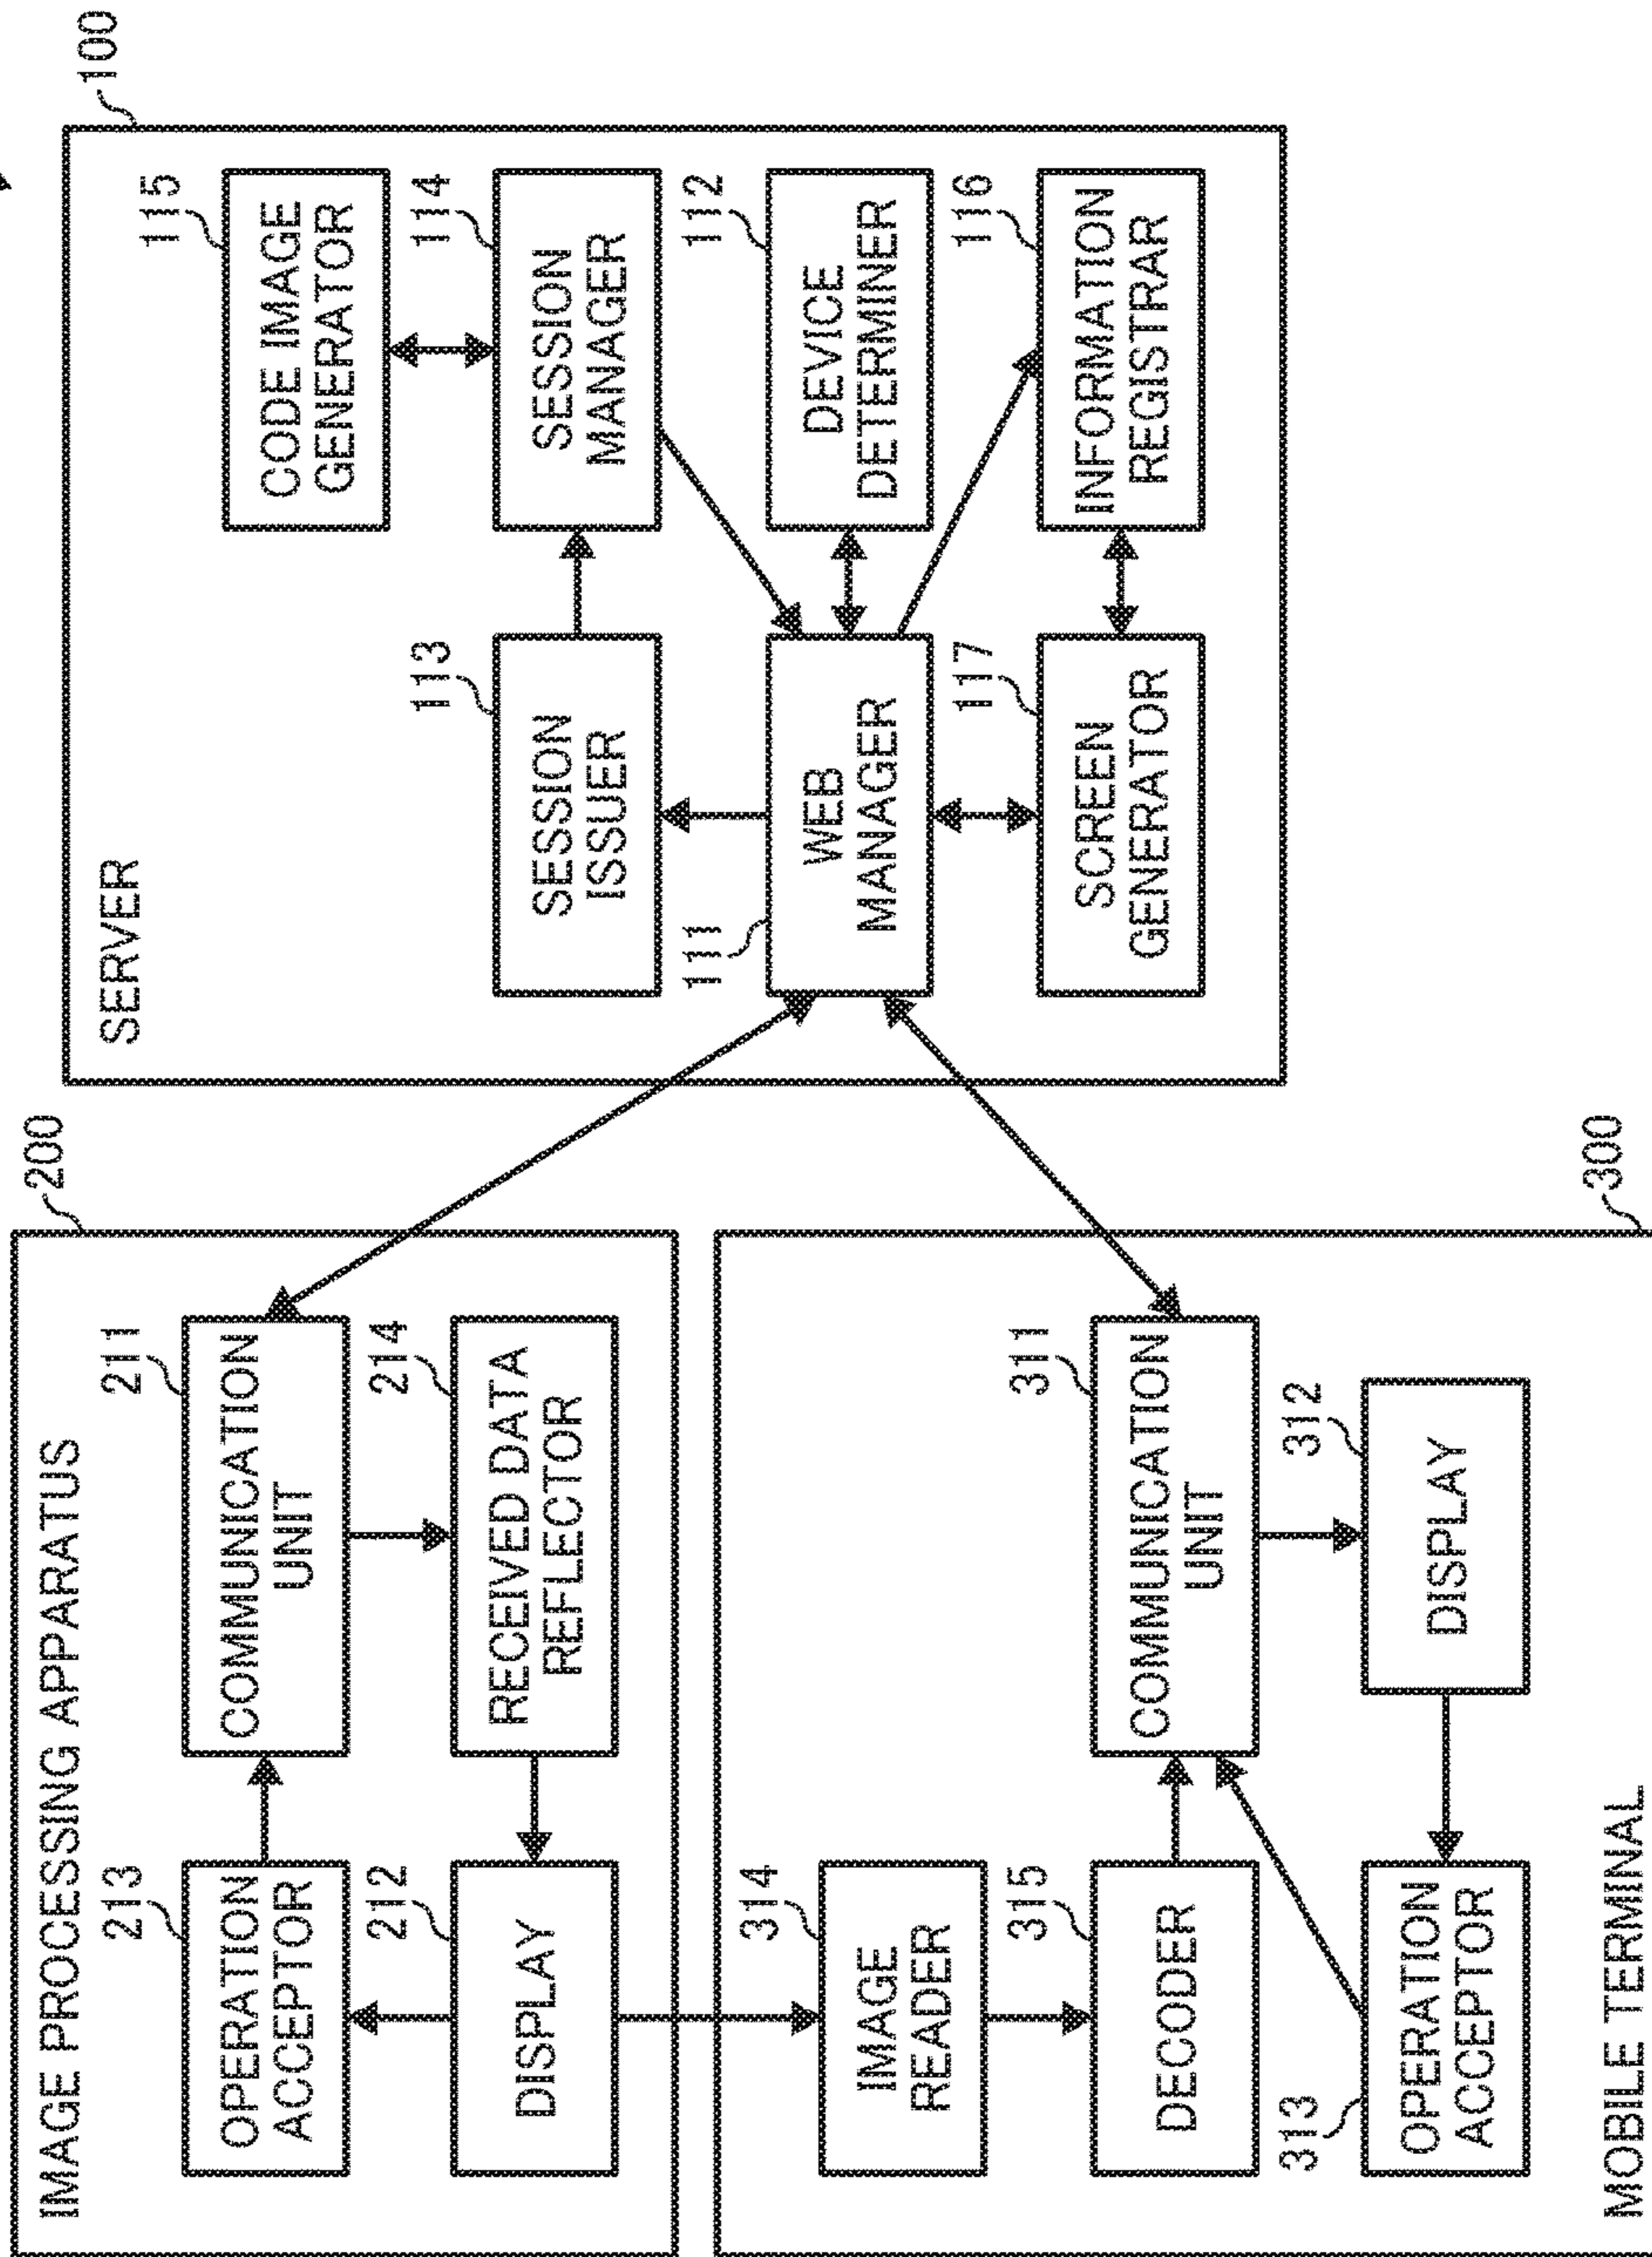 IMAGE PROCESSING APPARATUS
200
213
OPERATION
ACCEPTOR
211
COMMUNICATION
UNIT
212
DISPLAY
214
RECEIVED DATA
REFLECTOR
MOBILE TERMINAL
300
314
IMAGE
READER
315
DECODER
311
COMMUNICATION
UNIT
313
OPERATION
ACCEPTOR
312
DISPLAY
SERVER
100
115
CODE IMAGE
GENERATOR
113
SESSION
ISSUER
114
SESSION
MANAGER
111
WEB
MANAGER
112
DEVICE
DETERMINER
117
SCREEN
GENERATOR
116
INFORMATION
REGISTRAR